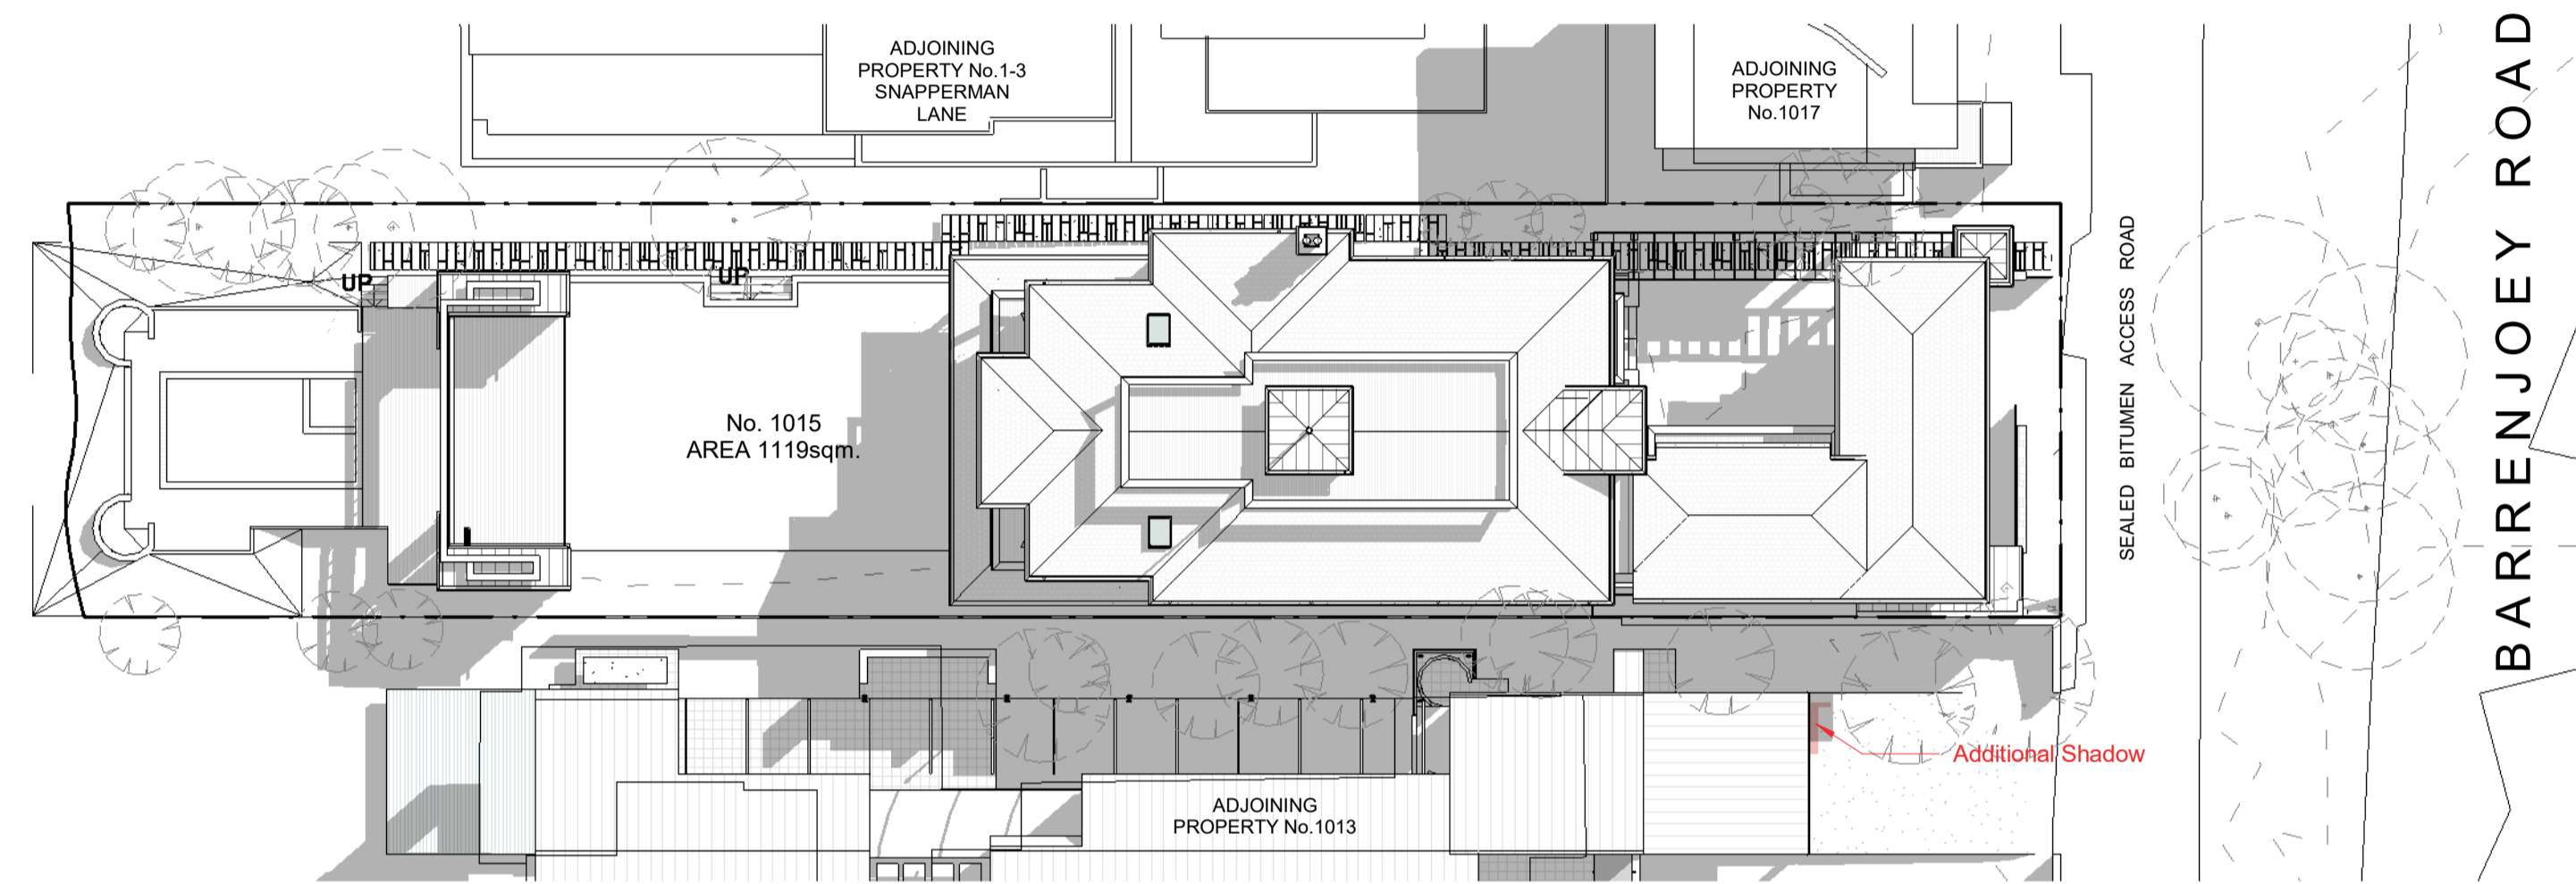 ADJOINING
PROPERTY No.1-3
SNAPPERMAN
LANE
ADJOINING
PROPERTY
No.1017
BARRENJOEY ROAD
SEALED BITUMEN ACCESS ROAD
UP
UP
No. 1015
AREA 1119sqm.
Additional Shadow
ADJOINING
PROPERTY No.1013